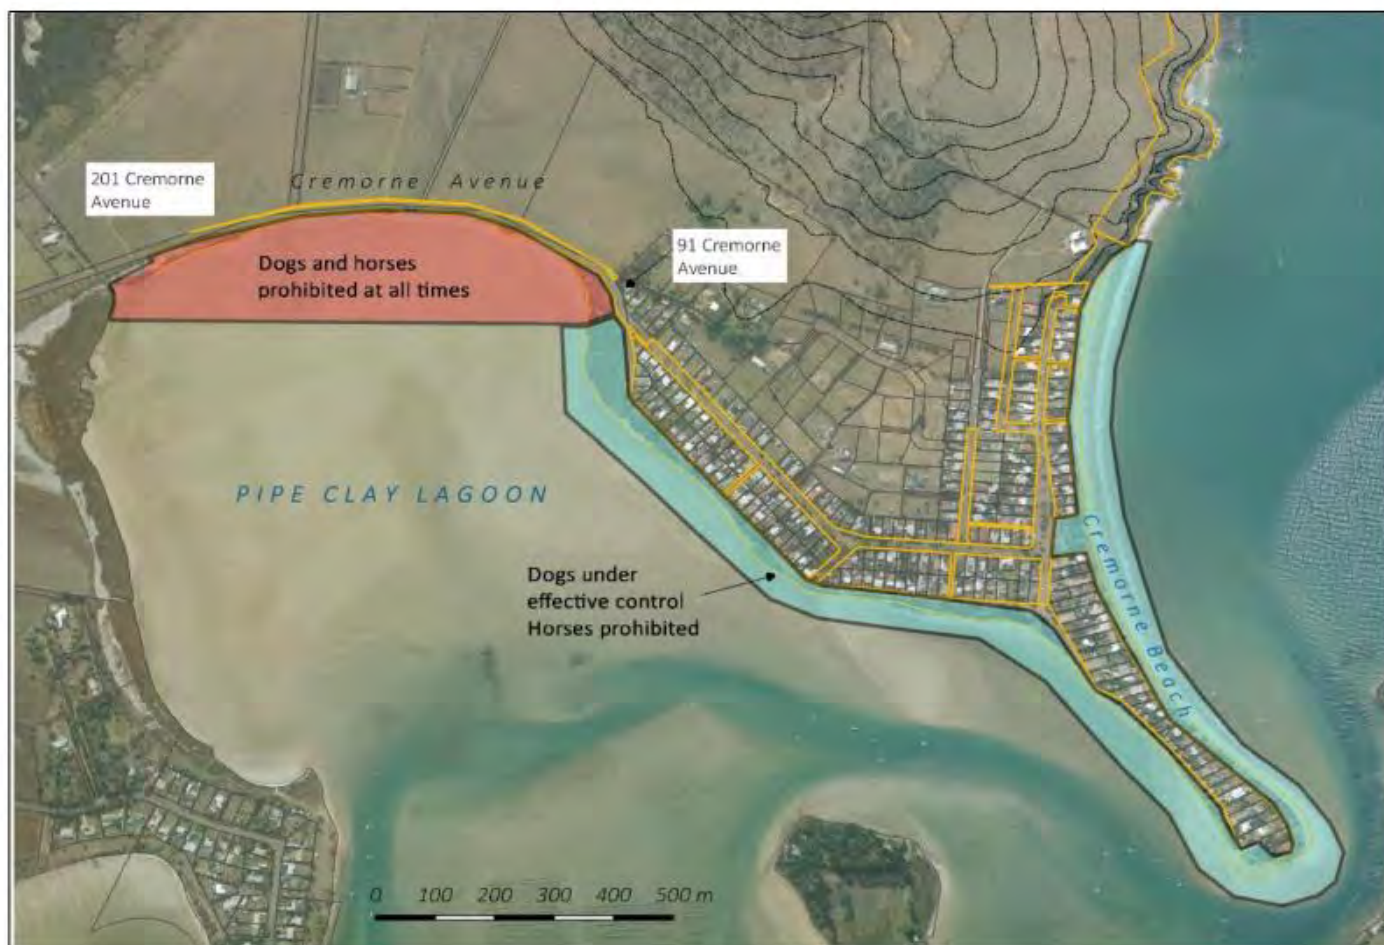 201 Cremorne
Avenue
Cremorne Avenue
91 Cremorne
Avenue
Dogs and horses
prohibited at all times
PIPE CLAY LAGOON
Dogs under
effective control
Horses prohibited
Cremorne Beach
0 100 200 300 400 500 m